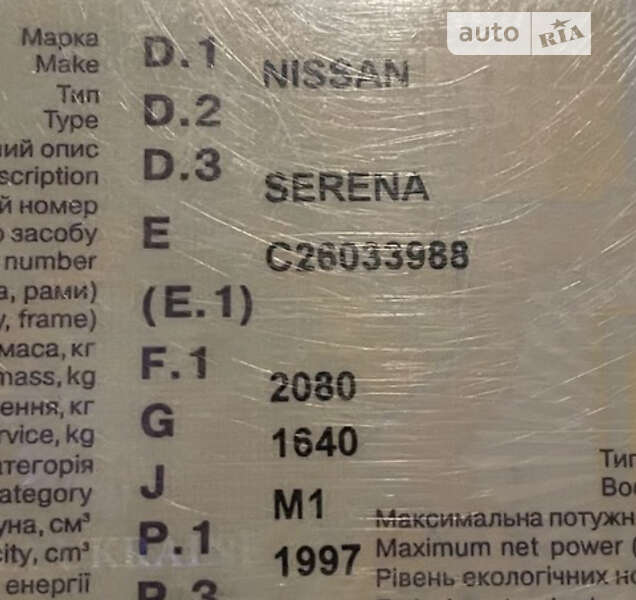 auto RIA
Марка D.1 NISSAN
Make
Тип D.2
Type
ний опис D.3 SERENA
scription
й номер
о засобу E C26033988
number
а, рами) (E.1)
y, frame)
маса, кг F.1 2080
mass, kg
ення, кг G 1640
rvice, kg
атегорія J M1 Тип
ategory
уна, см³ P.1 1997 Максимальна потужн
city, cm³ Maximum net power (
енергії P.3 Рівень екологічних но